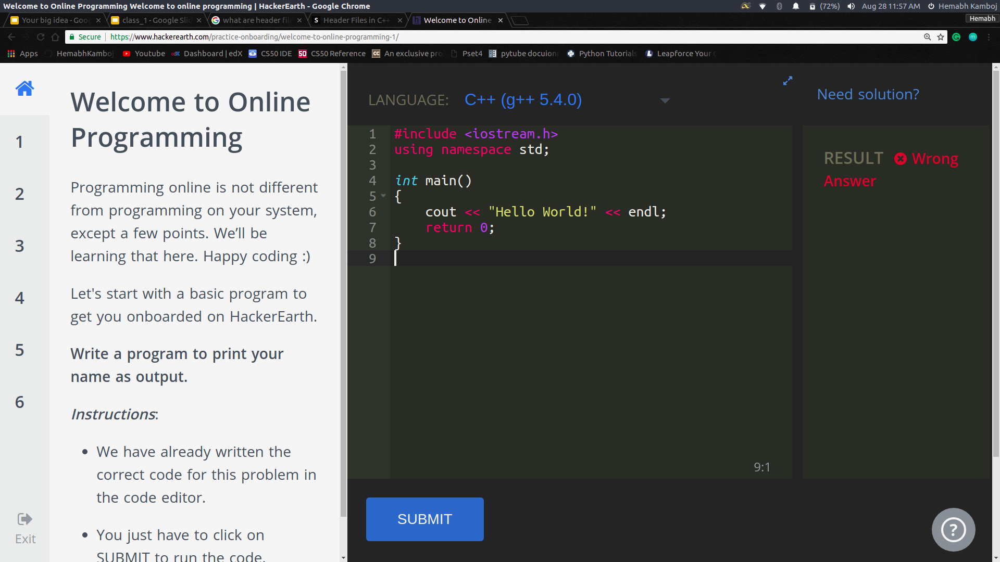 Welcome to Online Programming Welcome to online programming | HackerEarth - Google Chrome
(72%) Aug 28 11:57 AM Hemabh Kamboj
Your big idea - Goo
class_1 - Google Slid
what are header file
Header Files in C++
Welcome to Online
Hemabh
Secure https://www.hackerearth.com/practice-onboarding/welcome-to-online-programming-1/
Apps HemabhKamboj Youtube Dashboard | edX CS50 IDE CS50 Reference An exclusive pro Pset4 pytube docuion Python Tutorials Leapforce Your
1
2
3
4
5
6
Exit
Welcome to Online
Programming
Programming online is not different
from programming on your system,
except a few points. We’ll be
learning that here. Happy coding :)
Let's start with a basic program to
get you onboarded on HackerEarth.
Write a program to print your
name as output.
Instructions:
• We have already written the
correct code for this problem in
the code editor.
• You just have to click on
SUBMIT to run the code.
LANGUAGE: C++ (g++ 5.4.0)
Need solution?
1 #include <iostream.h>
2 using namespace std;
3
4 int main()
5 {
6 cout << "Hello World!" << endl;
7 return 0;
8 }
9
9:1
RESULT Wrong
Answer
SUBMIT
?